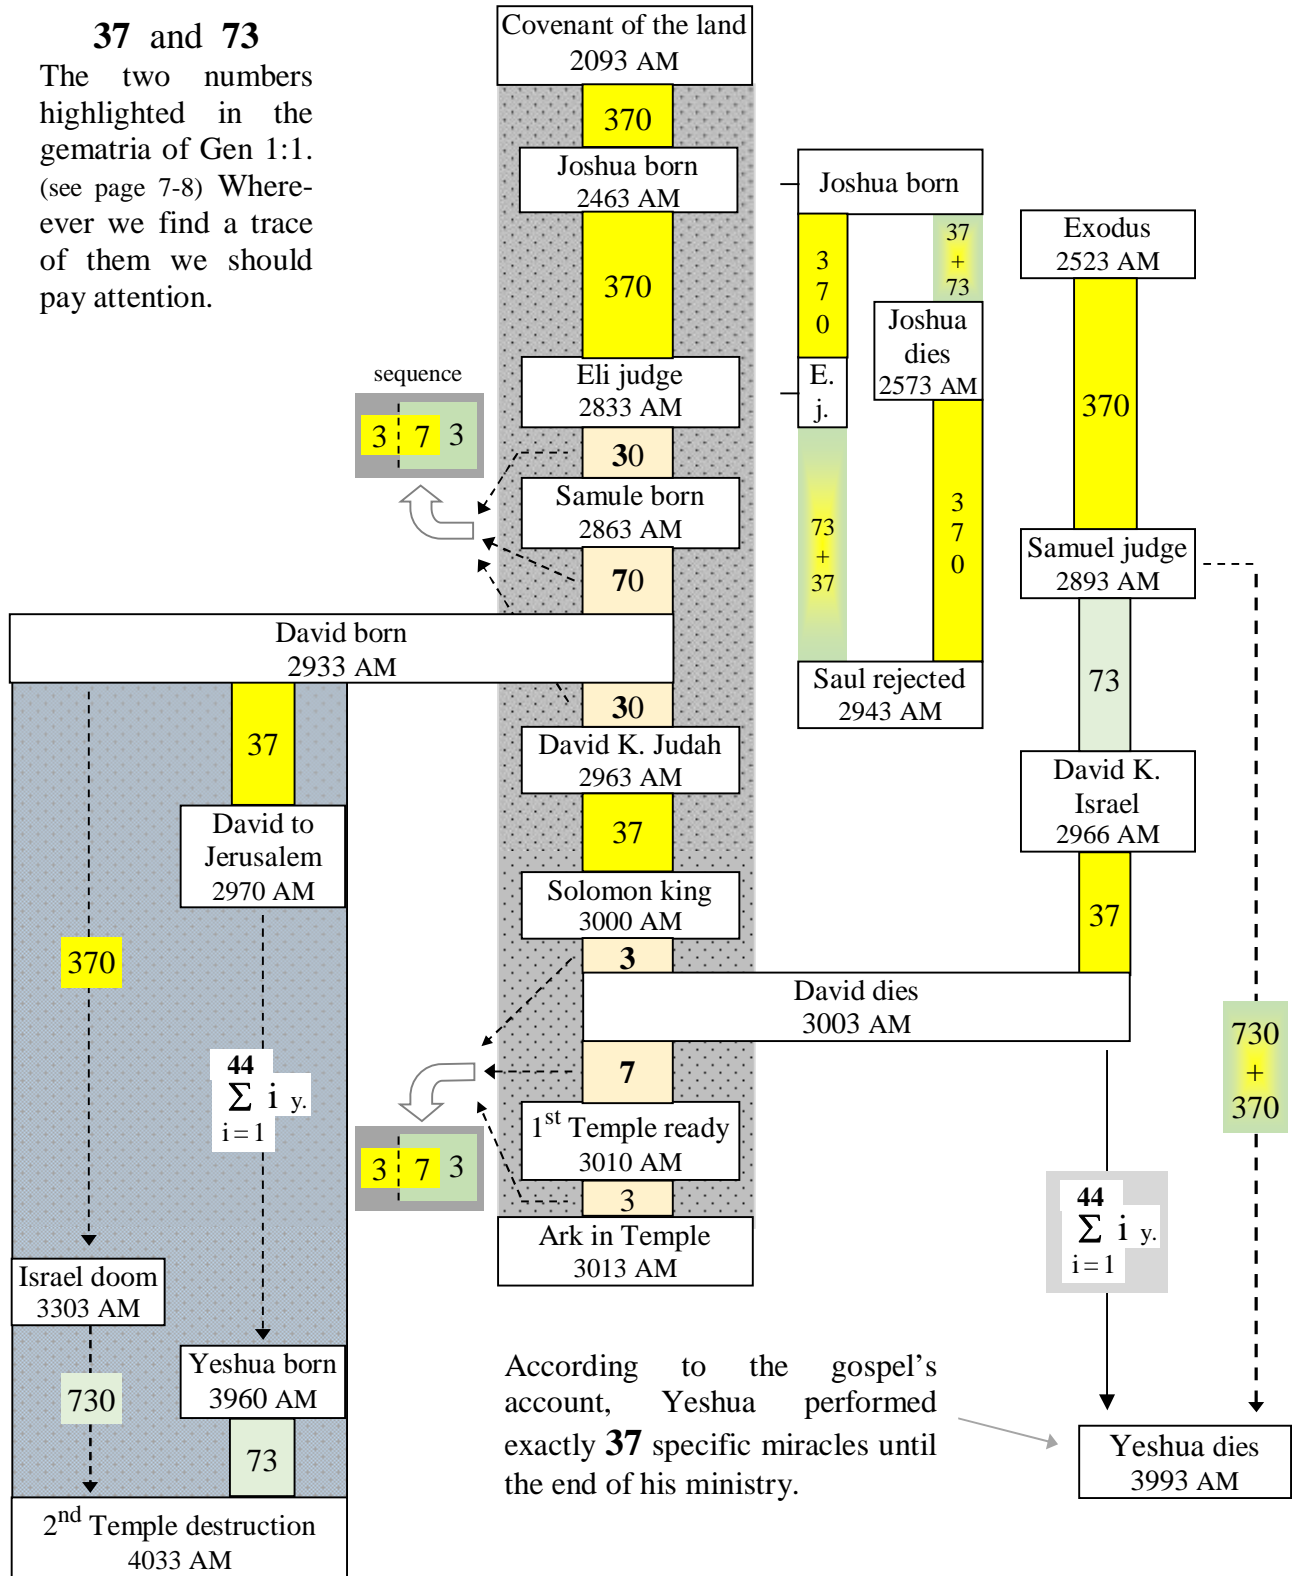 37 and 73
The two numbers
highlighted in the
gematria of Gen 1:1.
(see page 7-8) Where-
ever we find a trace
of them we should
pay attention.
Covenant of the land
2093 AM
370
Joshua born
2463 AM
370
Eli judge
2833 AM
30
Samule born
2863 AM
70
David born
2933 AM
30
David K. Judah
2963 AM
37
Solomon king
3000 AM
3
David dies
3003 AM
7
1st Temple ready
3010 AM
3
Ark in Temple
3013 AM
sequence
3 7 3
3 7 3
Joshua born
3
7
0
E.
j.
73
+
37
37
+
73
Joshua
dies
2573 AM
3
7
0
Saul rejected
2943 AM
Exodus
2523 AM
370
Samuel judge
2893 AM
73
David K.
Israel
2966 AM
37
730
+
370
44
Σ i y.
i = 1
Yeshua dies
3993 AM
37
David to
Jerusalem
2970 AM
370
44
Σ i y.
i = 1
Israel doom
3303 AM
730
Yeshua born
3960 AM
73
2nd Temple destruction
4033 AM
According to the gospel's
account, Yeshua performed
exactly 37 specific miracles until
the end of his ministry.